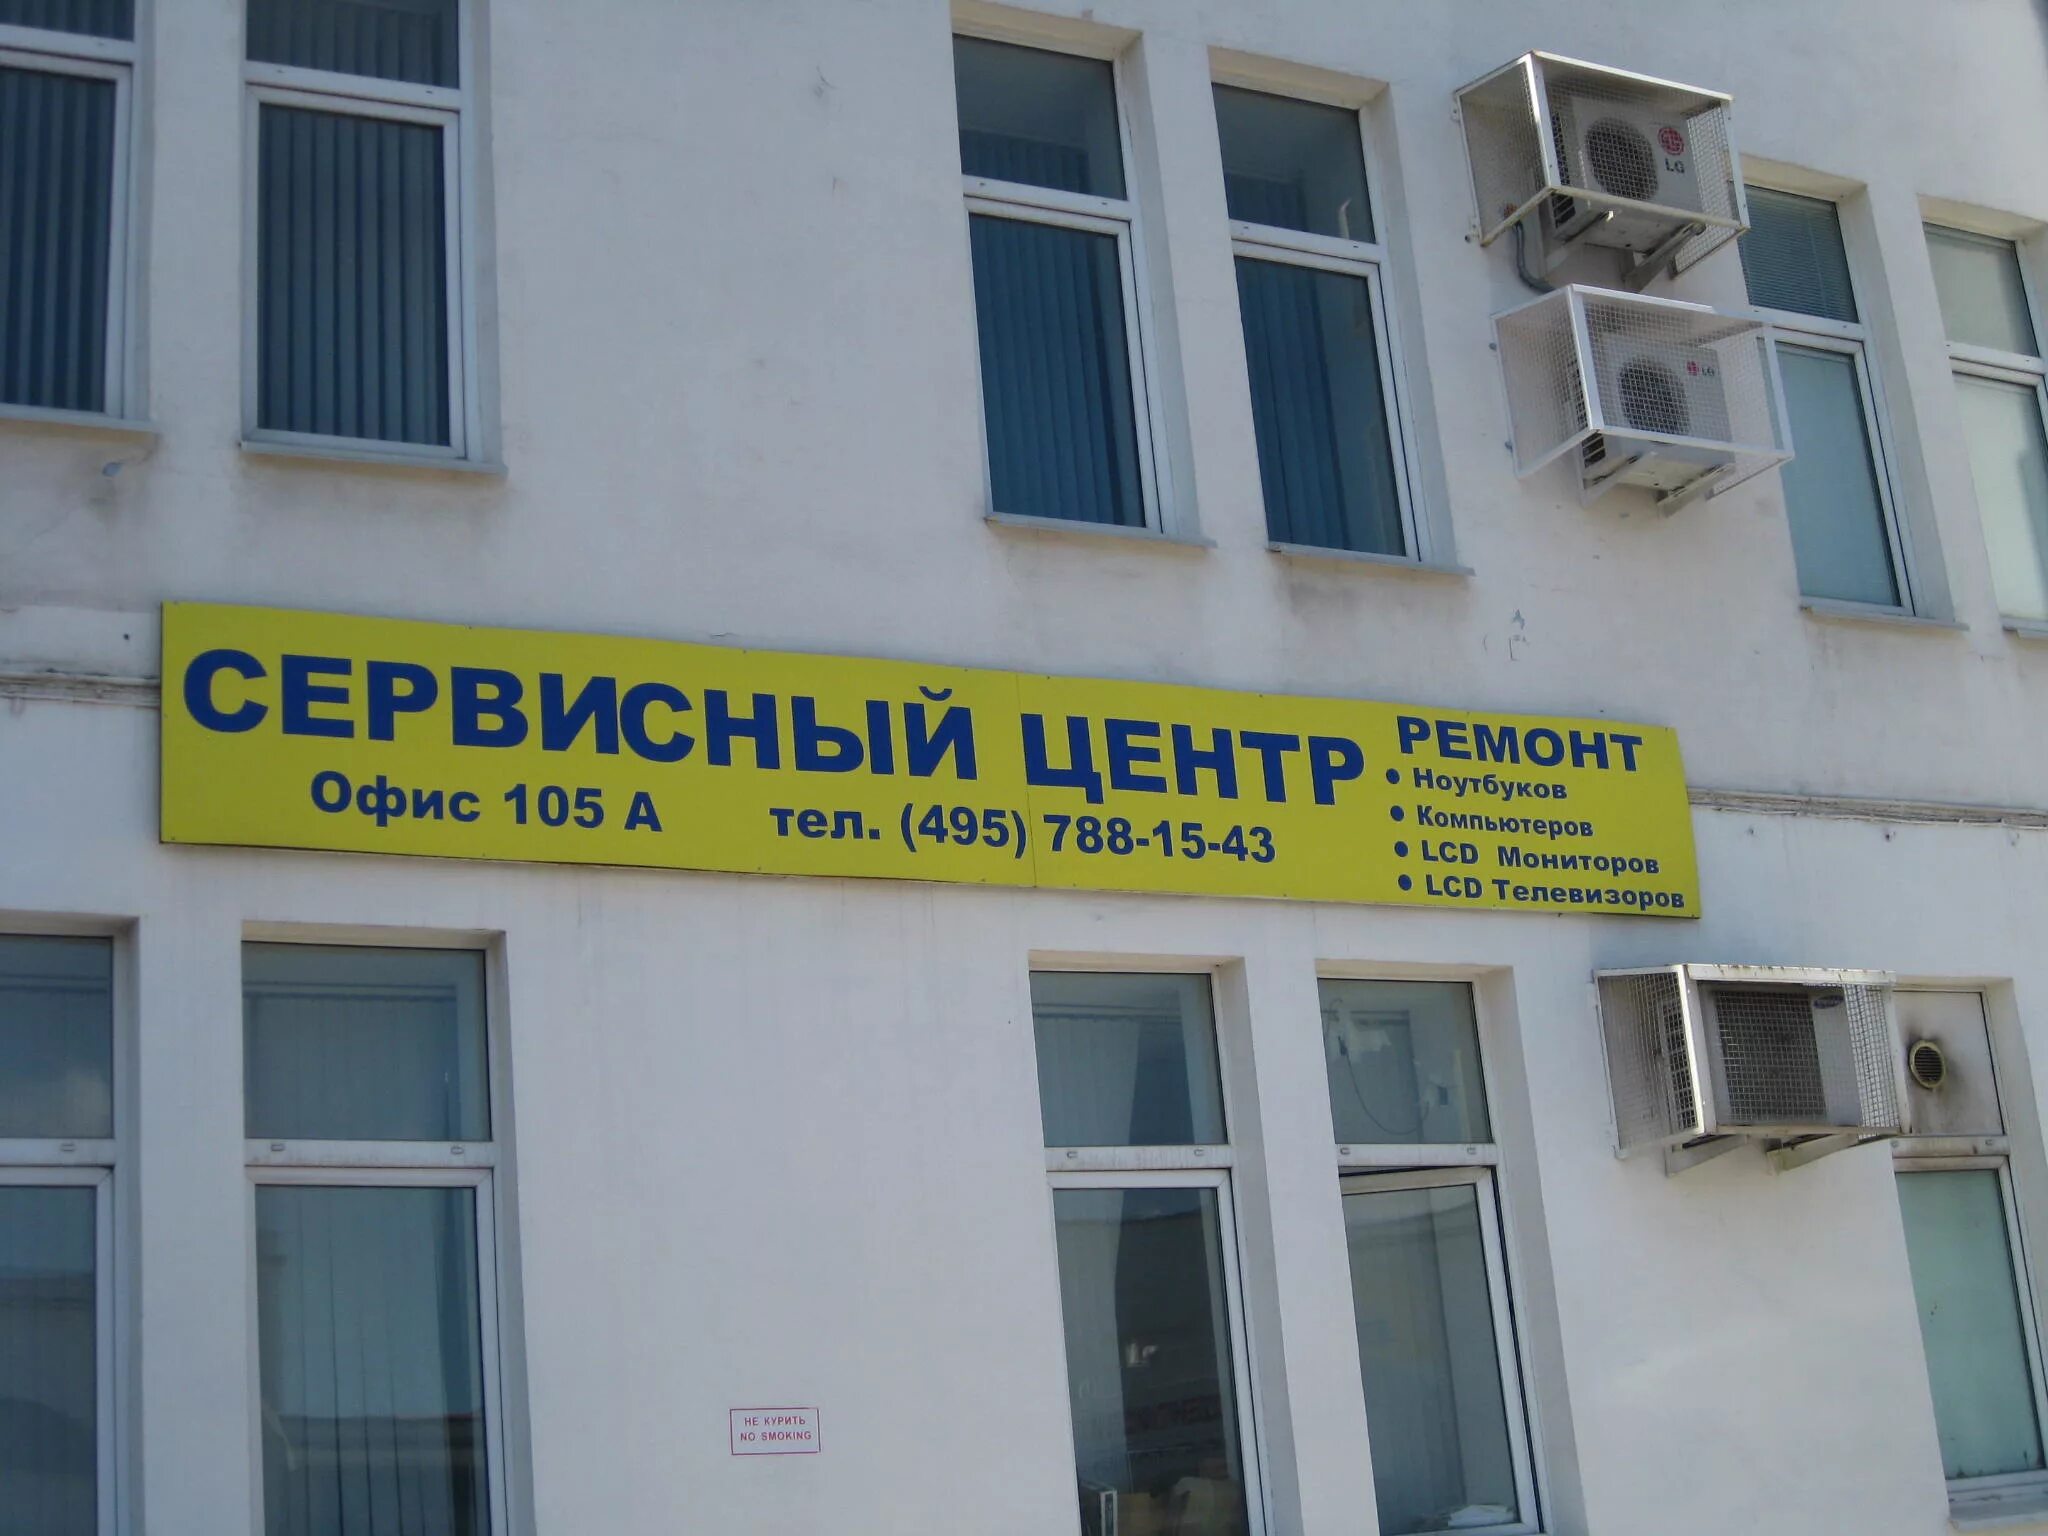 LG
LG
СЕРВИСНЫЙ ЦЕНТР
Офис 105 А тел. (495) 788-15-43
РЕМОНТ
• Ноутбуков
• Компьютеров
• LCD Мониторов
• LCD Телевизоров
НЕ КУРИТЬ
NO SMOKING